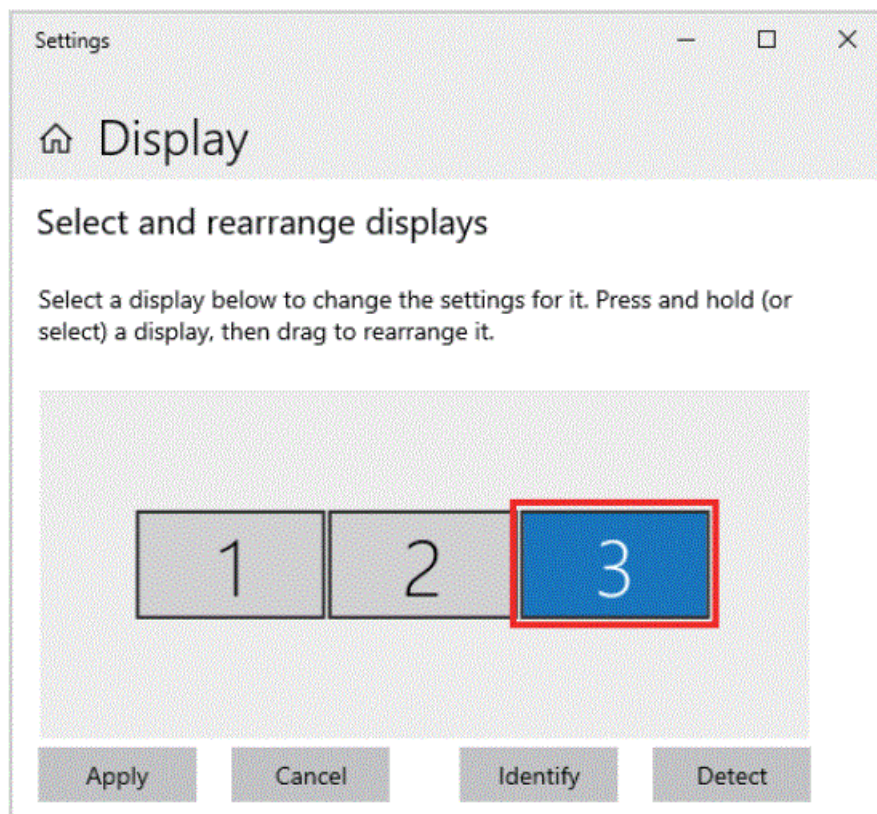 Settings
Display
Select and rearrange displays
Select a display below to change the settings for it. Press and hold (or
select) a display, then drag to rearrange it.
1 2 3
Apply Cancel Identify Detect